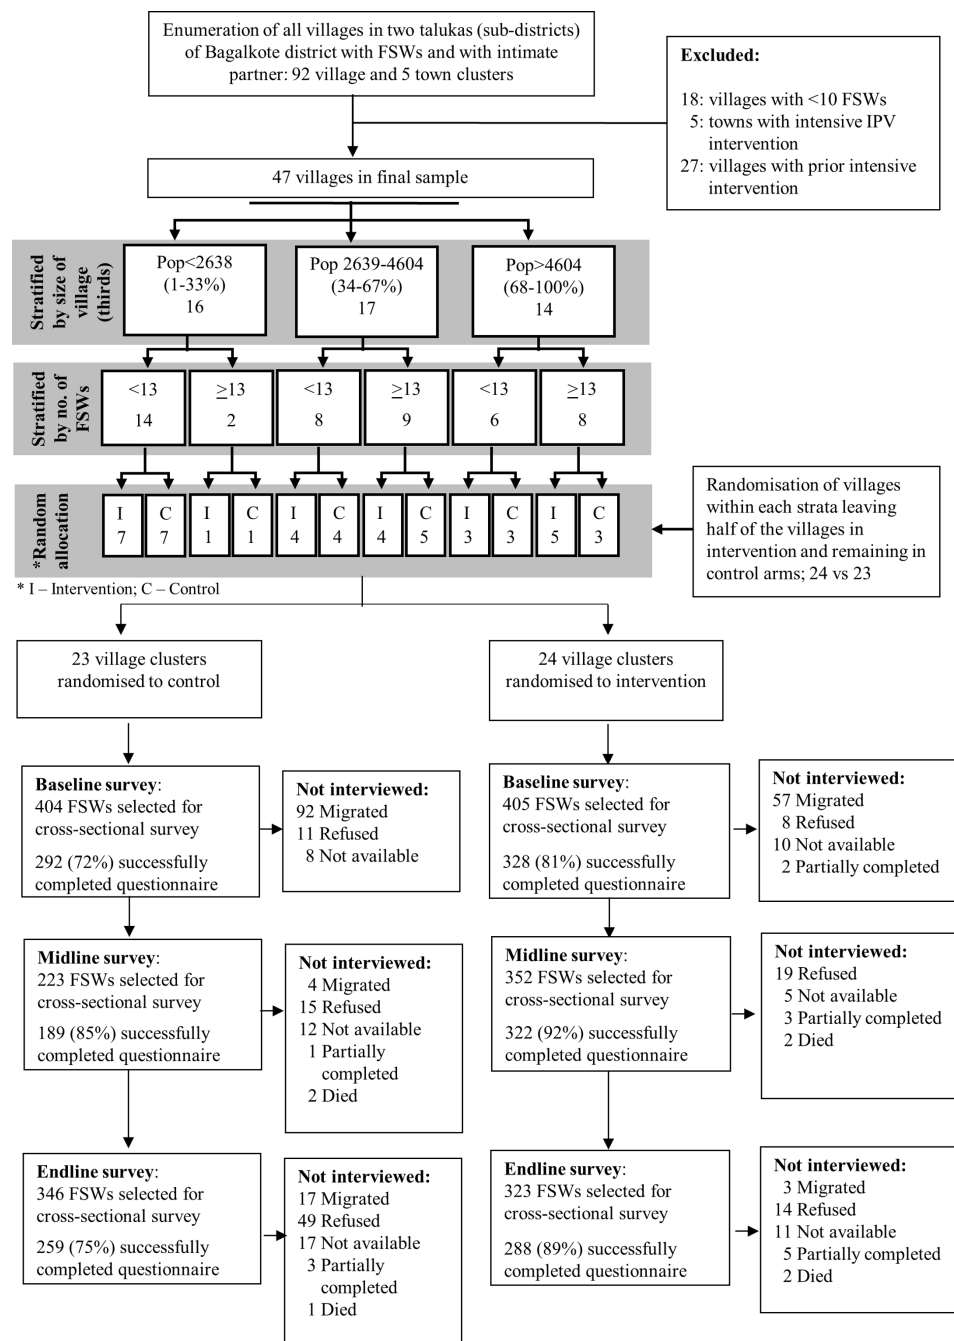 Enumeration of all villages in two talukas (sub-districts)
of Bagalkote district with FSWs and with intimate
partner: 92 village and 5 town clusters
Excluded:
18: villages with <10 FSWs
5: towns with intensive IPV
intervention
27: villages with prior intensive
intervention
47 villages in final sample
Stratified
by size of
village
(thirds)
Pop<2638
(1-33%)
16
Pop 2639-4604
(34-67%)
17
Pop>4604
(68-100%)
14
Stratified
by no. of
FSWs
<13
14
≥13
2
<13
8
≥13
9
<13
6
≥13
8
*Random
allocation
I
7
C
7
I
1
C
1
I
4
C
4
I
4
C
5
I
3
C
3
I
5
C
3
Randomisation of villages
within each strata leaving
half of the villages in
intervention and remaining in
control arms; 24 vs 23
* I – Intervention; C – Control
23 village clusters
randomised to control
24 village clusters
randomised to intervention
Baseline survey:
404 FSWs selected for
cross-sectional survey
292 (72%) successfully
completed questionnaire
Not interviewed:
92 Migrated
11 Refused
8 Not available
Baseline survey:
405 FSWs selected for
cross-sectional survey
328 (81%) successfully
completed questionnaire
Not interviewed:
57 Migrated
8 Refused
10 Not available
2 Partially completed
Midline survey:
223 FSWs selected for
cross-sectional survey
189 (85%) successfully
completed questionnaire
Not interviewed:
4 Migrated
15 Refused
12 Not available
1 Partially
completed
2 Died
Midline survey:
352 FSWs selected for
cross-sectional survey
322 (92%) successfully
completed questionnaire
Not interviewed:
19 Refused
5 Not available
3 Partially completed
2 Died
Endline survey:
346 FSWs selected for
cross-sectional survey
259 (75%) successfully
completed questionnaire
Not interviewed:
17 Migrated
49 Refused
17 Not available
3 Partially
completed
1 Died
Endline survey:
323 FSWs selected for
cross-sectional survey
288 (89%) successfully
completed questionnaire
Not interviewed:
3 Migrated
14 Refused
11 Not available
5 Partially completed
2 Died